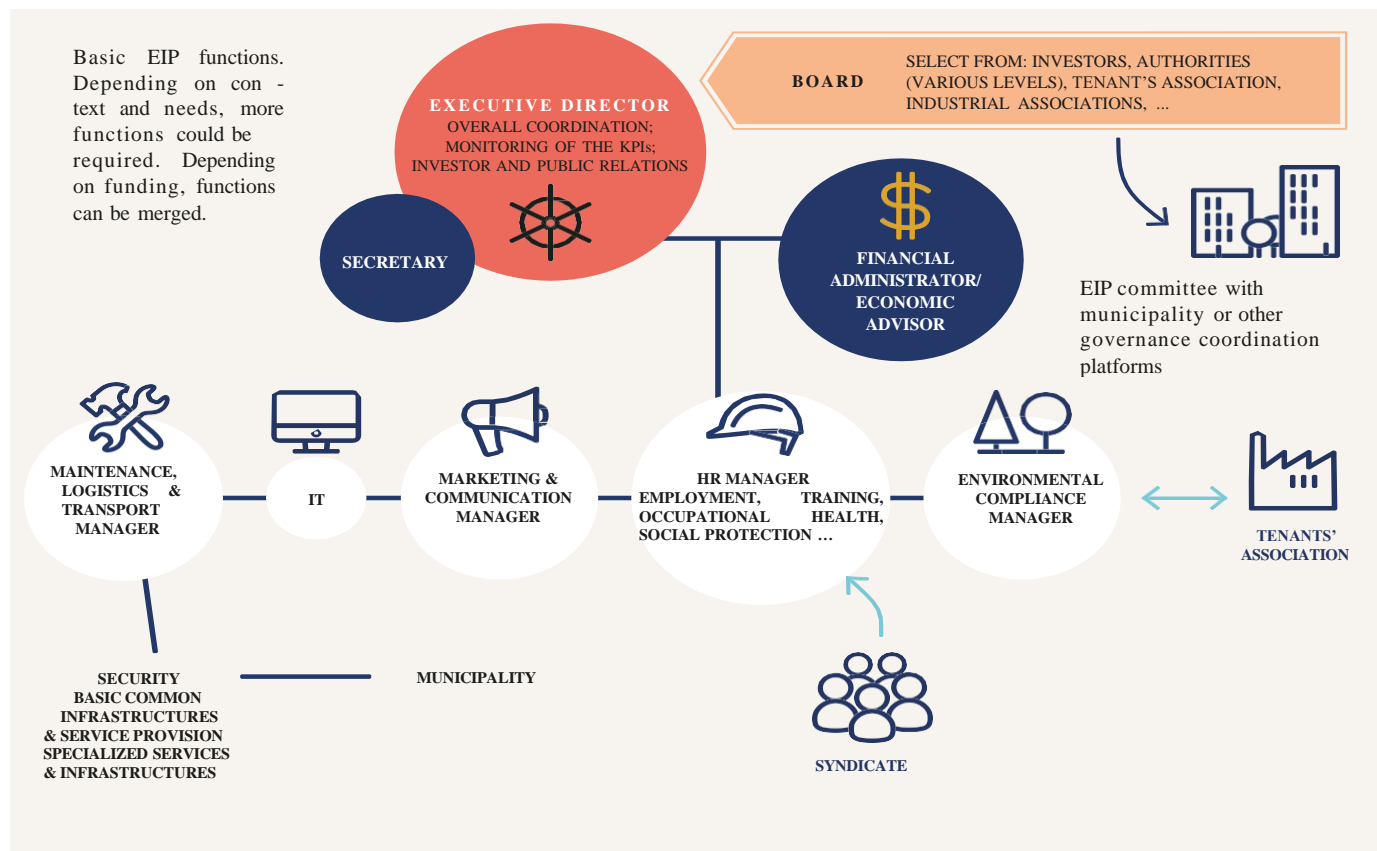 Basic EIP functions.
Depending on con -
text and needs, more
functions could be
required. Depending
on funding, functions
can be merged.
EXECUTIVE DIRECTOR
OVERALL COORDINATION;
MONITORING OF THE KPIs;
INVESTOR AND PUBLIC RELATIONS
BOARD
SELECT FROM: INVESTORS, AUTHORITIES
(VARIOUS LEVELS), TENANT’S ASSOCIATION,
INDUSTRIAL ASSOCIATIONS, ...
SECRETARY
FINANCIAL
ADMINISTRATOR/
ECONOMIC
ADVISOR
EIP committee with
municipality or other
governance coordination
platforms
MAINTENANCE,
LOGISTICS &
TRANSPORT
MANAGER
IT
MARKETING &
COMMUNICATION
MANAGER
HR MANAGER
EMPLOYMENT, TRAINING,
OCCUPATIONAL HEALTH,
SOCIAL PROTECTION …
ENVIRONMENTAL
COMPLIANCE
MANAGER
TENANTS’
ASSOCIATION
SECURITY
BASIC COMMON
INFRASTRUCTURES
& SERVICE PROVISION
SPECIALIZED SERVICES
& INFRASTRUCTURES
MUNICIPALITY
SYNDICATE